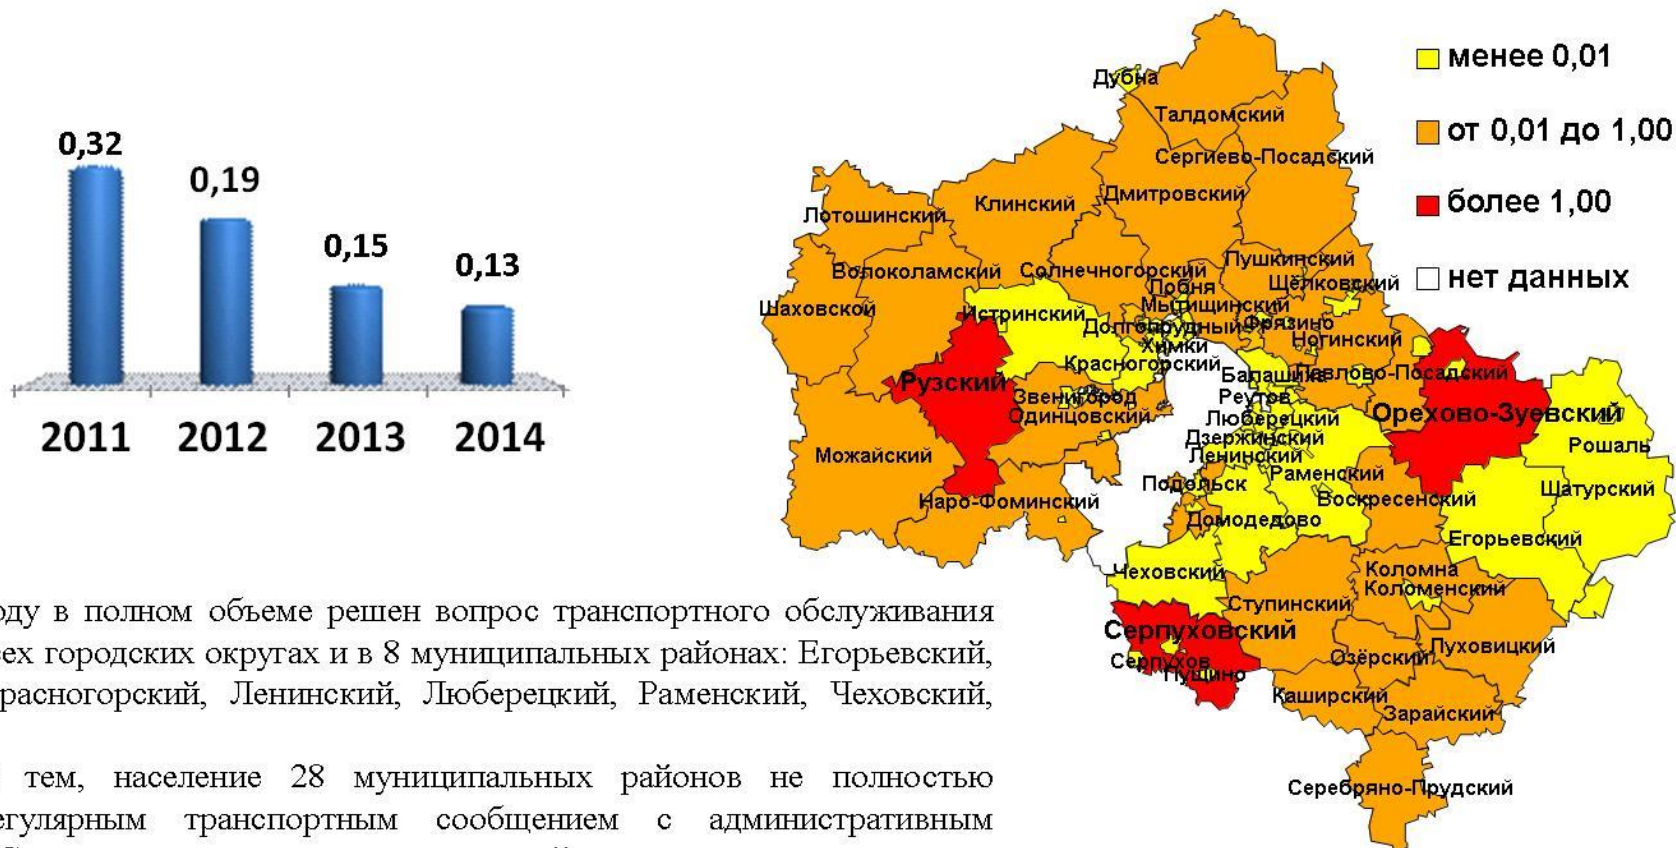 0,32
0,19
0,15
0,13
2011 2012 2013 2014
менее 0,01
от 0,01 до 1,00
более 1,00
нет данных
Дубна
Талдомский
Сергиево-Посадский
Дмитровский
Клинский
Лотошинский
Волоколамский
Солнечногорский
Пушкинский
Щёлковский
Лобня
Шаховской
Истринский
Мытищинский
Долгопрудный
Фрязино
Ногинский
Химки
Красногорский
Балашиха
Павлово-Посадский
Рузский
Звенигород
Реутов
Одинцовский
Люберецкий
Орехово-Зуевский
Дзержинский
Рошаль
Можайский
Ленинский
Раменский
Подольск
Шатурский
Наро-Фоминский
Воскресенский
Домодедово
Егорьевский
Чеховский
Коломна
Коломенский
Ступинский
Серпуховский
Луховицкий
Озёрский
Серпухов
Пущино
Каширский
Зарайский
Серебряно-Прудский
оду в полном объеме решен вопрос транспортного обслуживания
сех городских округах и в 8 муниципальных районах: Егорьевский,
расногорский, Ленинский, Люберецкий, Раменский, Чеховский,
тем, население 28 муниципальных районов не полностью
егулярным транспортным сообщением с административным